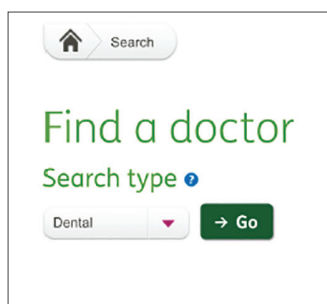 Search
Find a doctor
Search type ?
Dental
→ Go